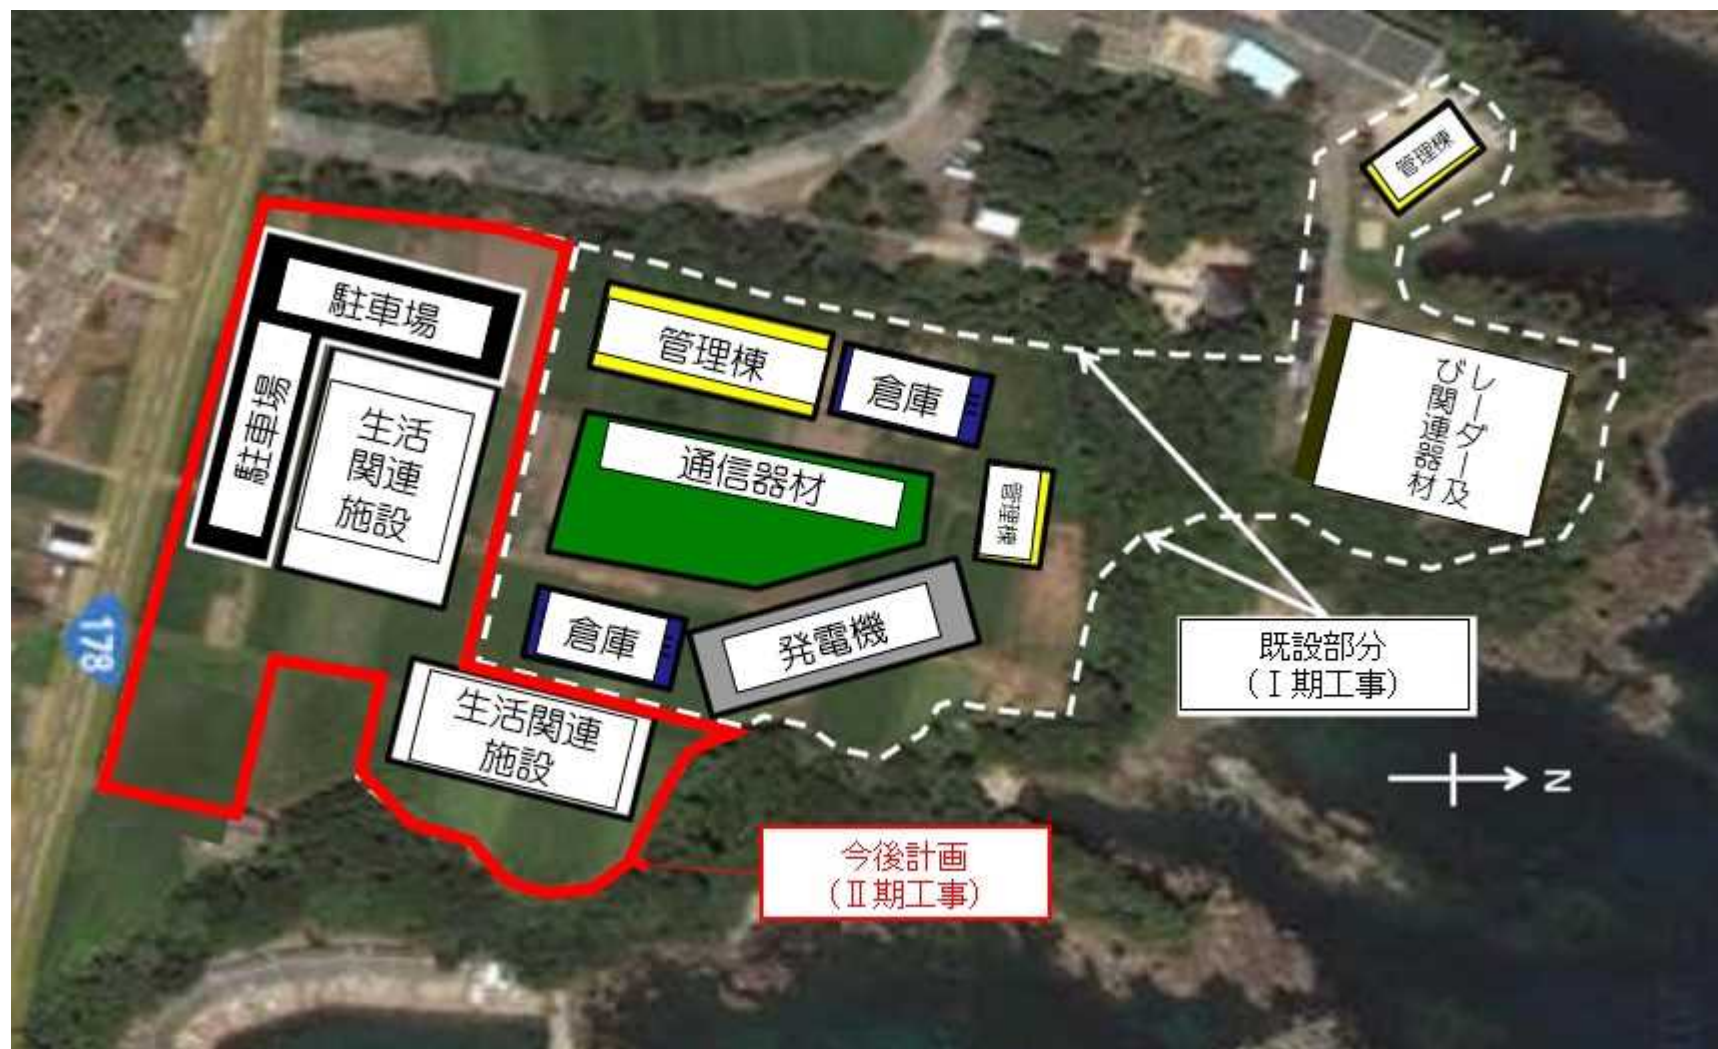 管理棟
駐車場
管理棟
倉庫
レーダー及
び関連器材
駐車場
生活
関連
施設
通信器材
管理棟
倉庫
発電機
178
既設部分
（Ⅰ期工事）
生活関連
施設
N
今後計画
（Ⅱ期工事）